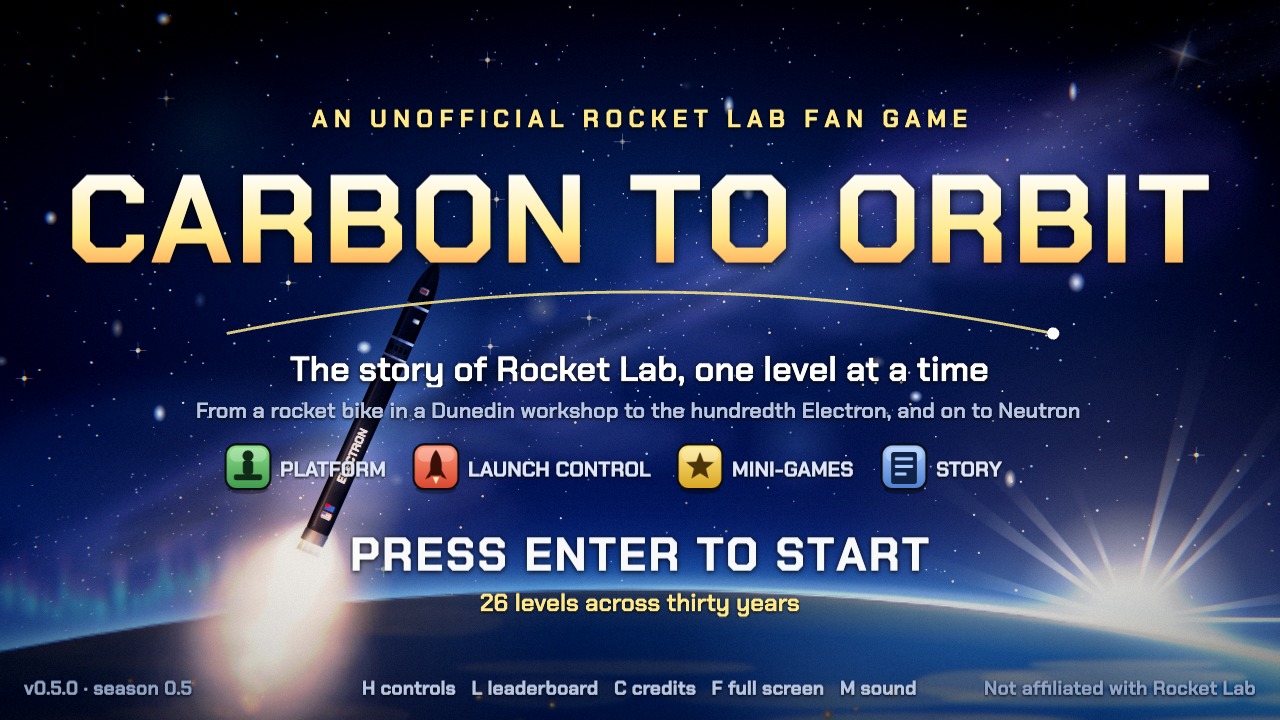 AN UNOFFICIAL ROCKET LAB FAN GAME
CARBON TO ORBIT
The story of Rocket Lab, one level at a time
From a rocket bike in a Dunedin workshop to the hundredth Electron, and on to Neutron
PLATFORM LAUNCH CONTROL MINI-GAMES STORY
ELECTRON
PRESS ENTER TO START
26 levels across thirty years
v0.5.0 · season 0.5 H controls L leaderboard C credits F full screen M sound Not affiliated with Rocket Lab